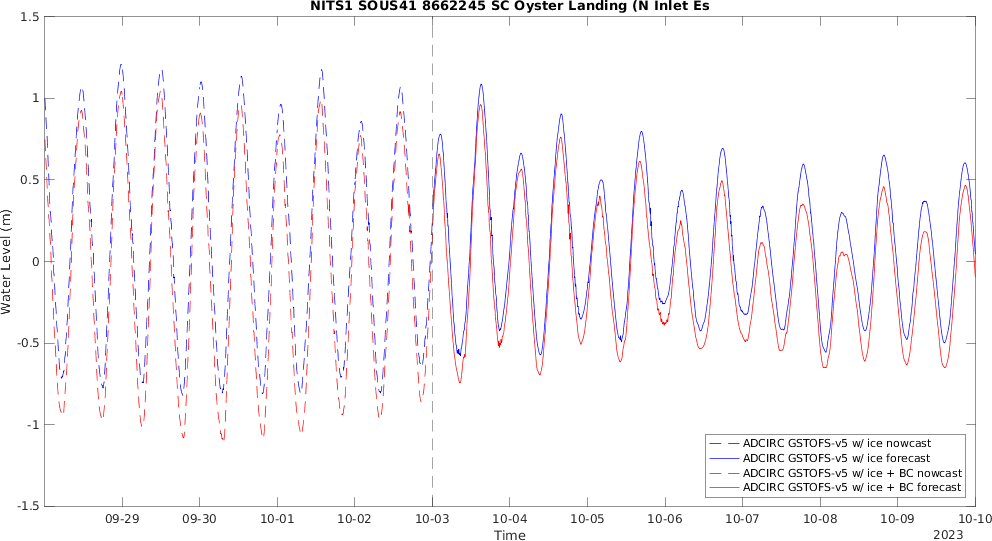 NITS1 SOUS41 8662245 SC Oyster Landing (N Inlet Es
1.5
1
0.5
0
-0.5
-1
-1.5
Water Level (m)
ADCIRC GSTOFS-v5 w/ ice nowcast
ADCIRC GSTOFS-v5 w/ ice forecast
ADCIRC GSTOFS-v5 w/ ice + BC nowcast
ADCIRC GSTOFS-v5 w/ ice + BC forecast
09-29 09-30 10-01 10-02 10-03 10-04 10-05 10-06 10-07 10-08 10-09 10-10
Time
2023